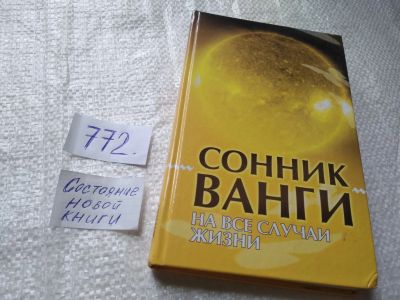 772.
Состояние
новой
книги
СОННИК
ВАНГИ
НА ВСЕ СЛУЧАИ
ЖИЗНИ